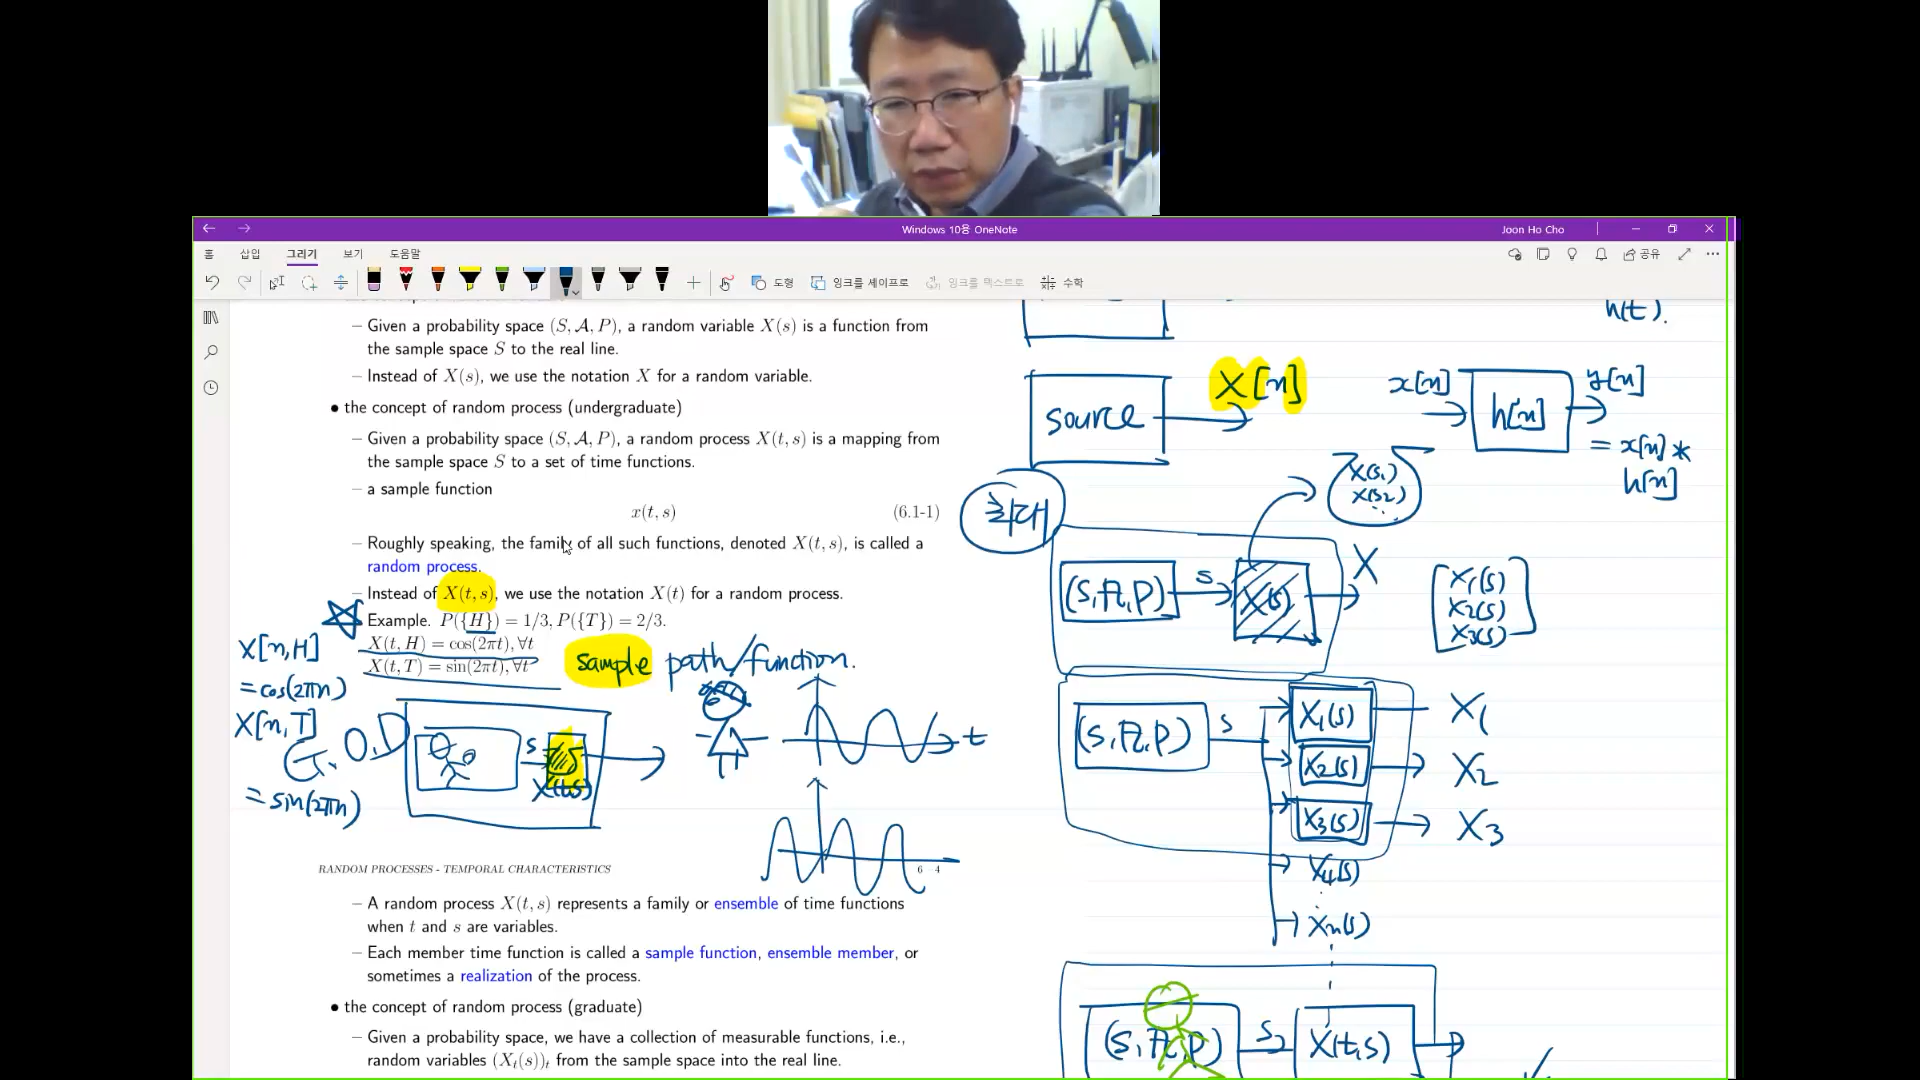 Windows 10용 OneNote
Joon Ho Cho
홈 삽입 그리기 보기 도움말
공유
도형 잉크를 셰이프로 잉크를 텍스트로 수학
– Given a probability space (S, A, P), a random variable X(s) is a function from
the sample space S to the real line.
– Instead of X(s), we use the notation X for a random variable.
• the concept of random process (undergraduate)
– Given a probability space (S, A, P), a random process X(t, s) is a mapping from
the sample space S to a set of time functions.
– a sample function
x(t, s) (6.1-1)
– Roughly speaking, the family of all such functions, denoted X(t, s), is called a
random process.
– Instead of X(t, s), we use the notation X(t) for a random process.
Example. P({H}) = 1/3, P({T}) = 2/3.
X(t, H) = cos(2πt), ∀t
X(t, T) = sin(2πt), ∀t
sample path/function.
X[n,H]
=cos(2πn)
X[n,T]
=sin(2πn)
G.O.D
s
X(t,s)
t
RANDOM PROCESSES - TEMPORAL CHARACTERISTICS 6 4
– A random process X(t, s) represents a family or ensemble of time functions
when t and s are variables.
– Each member time function is called a sample function, ensemble member, or
sometimes a realization of the process.
• the concept of random process (graduate)
– Given a probability space, we have a collection of measurable functions, i.e.,
random variables (Xt(s))t from the sample space into the real line.
h(t).
source X[n]
x[n] h[n] y[n]
= x[n] *
h[n]
X(s1)
X(s2)
(S,A,P) s X(s) X
X1(s)
X2(s)
X3(s)
(S,A,P) s X1(s) X1
X2(s) X2
X3(s) X3
X4(s)
Xn(s)
(S,A,P) s2 X(t,s)